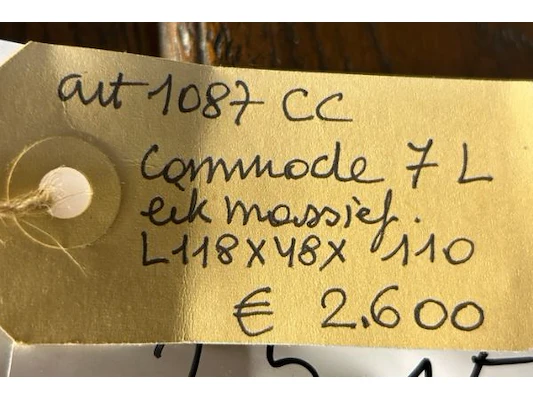 art 1087 CC
Commode 7 L
eik massief.
L118x48x 110
€ 2.600